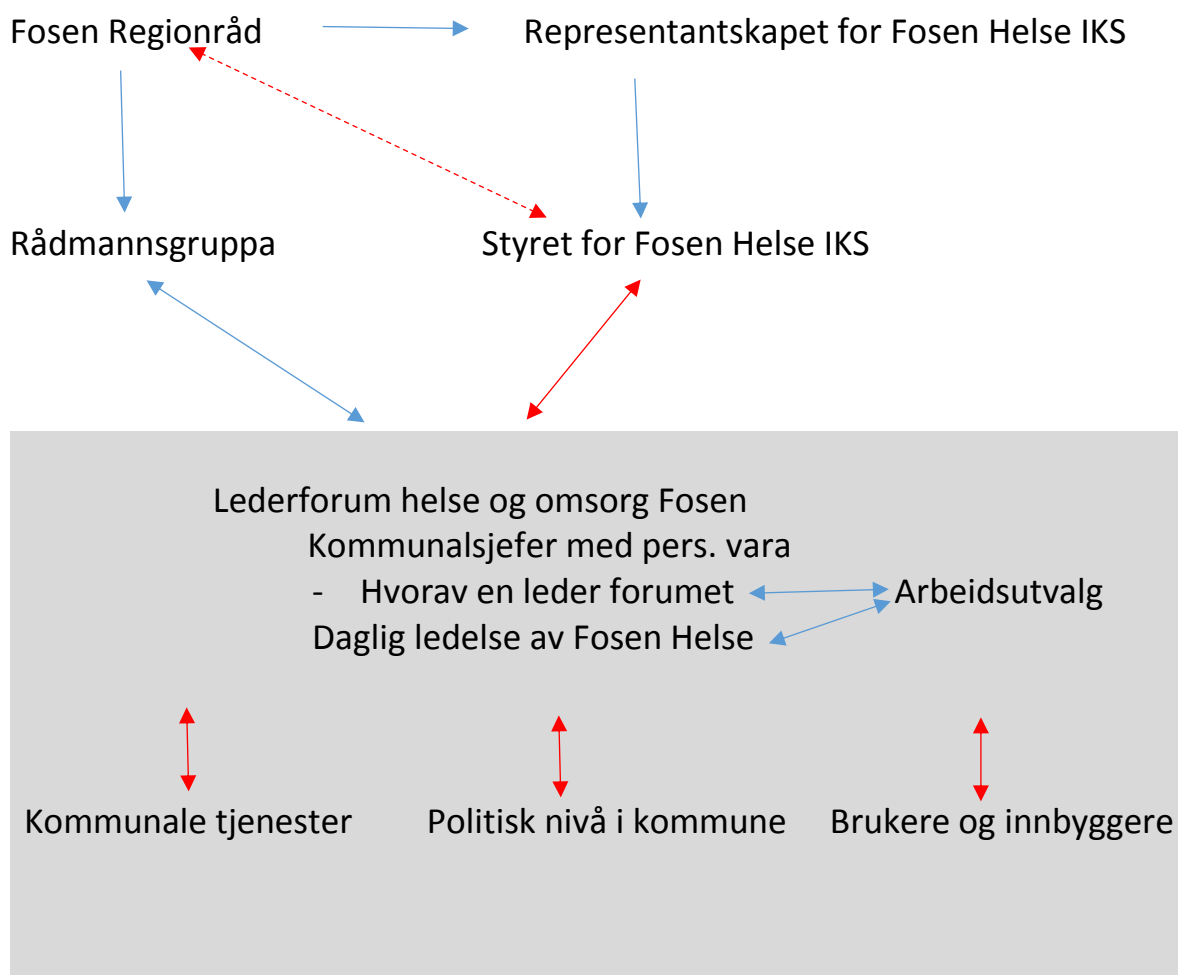 Fosen Regionråd
Representantskapet for Fosen Helse IKS
Rådmannsgruppa
Styret for Fosen Helse IKS
Lederforum helse og omsorg Fosen
Kommunalsjefer med pers. vara
- Hvorav en leder forumet
Arbeidsutvalg
Daglig ledelse av Fosen Helse
Kommunale tjenester
Politisk nivå i kommune
Brukere og innbyggere